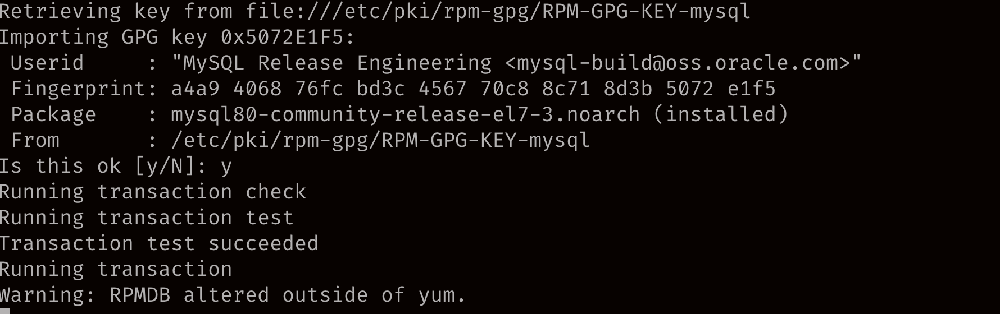 Retrieving key from file:///etc/pki/rpm-gpg/RPM-GPG-KEY-mysql
Importing GPG key 0x5072E1F5:
 Userid     : "MySQL Release Engineering <mysql-build@oss.oracle.com>"
 Fingerprint: a4a9 4068 76fc bd3c 4567 70c8 8c71 8d3b 5072 e1f5
 Package    : mysql80-community-release-el7-3.noarch (installed)
 From       : /etc/pki/rpm-gpg/RPM-GPG-KEY-mysql
Is this ok [y/N]: y
Running transaction check
Running transaction test
Transaction test succeeded
Running transaction
Warning: RPMDB altered outside of yum.